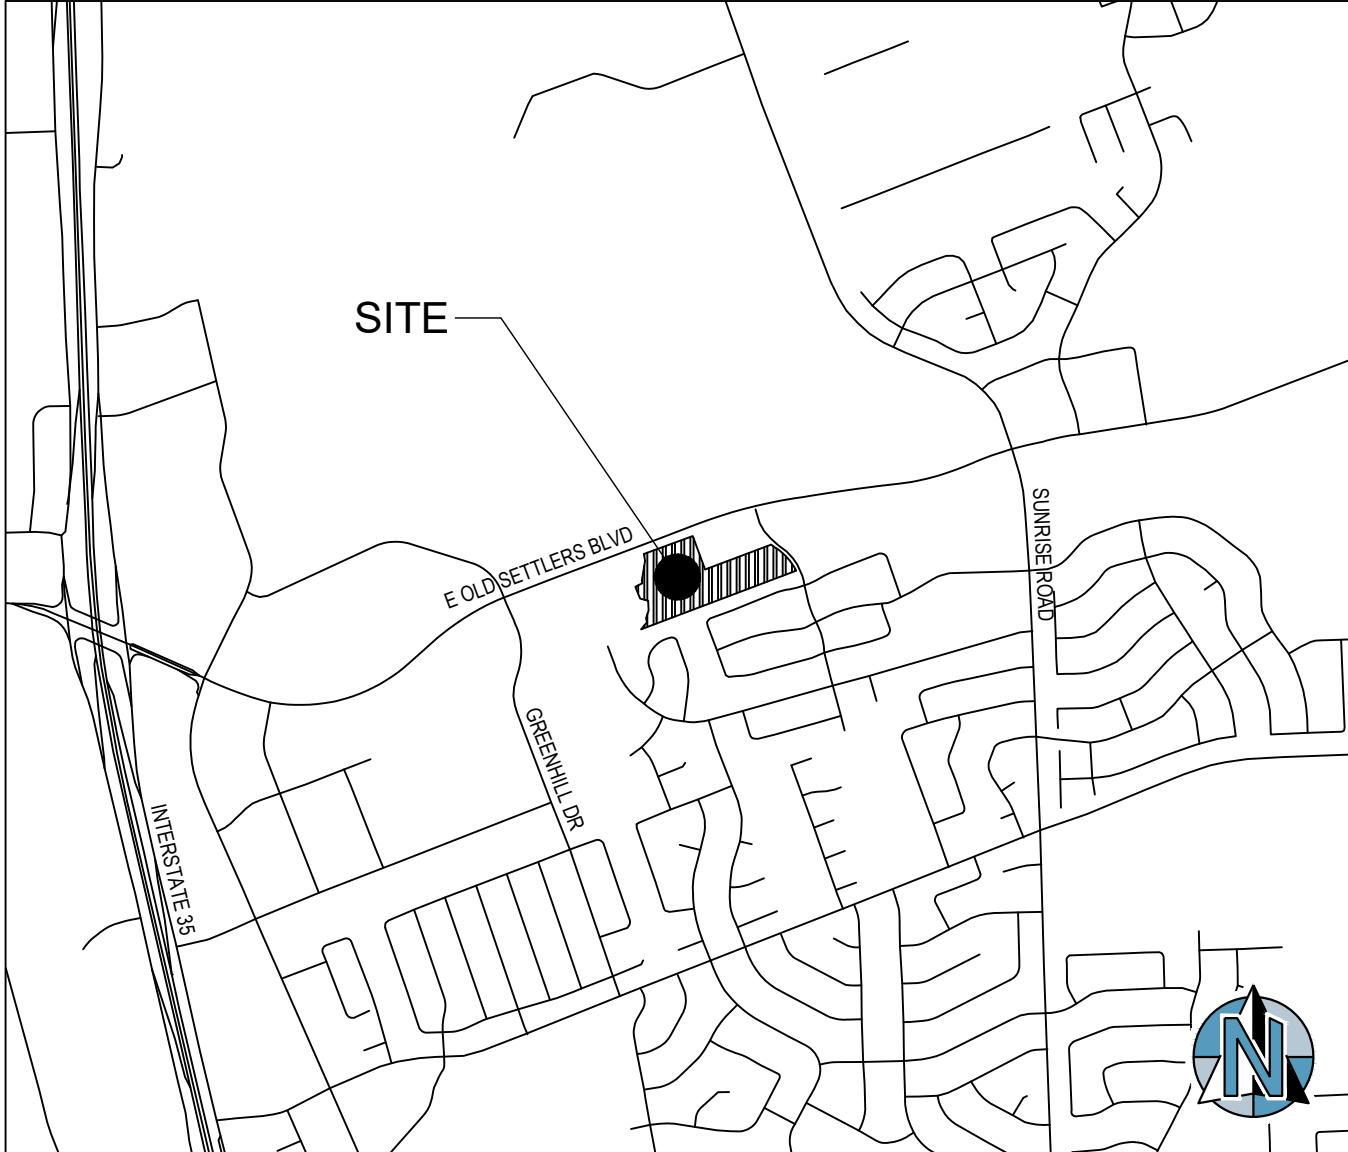 SITE
E OLD SETTLERS BLVD
SUNRISE ROAD
GREENHILL DR
INTERSTATE 35
N